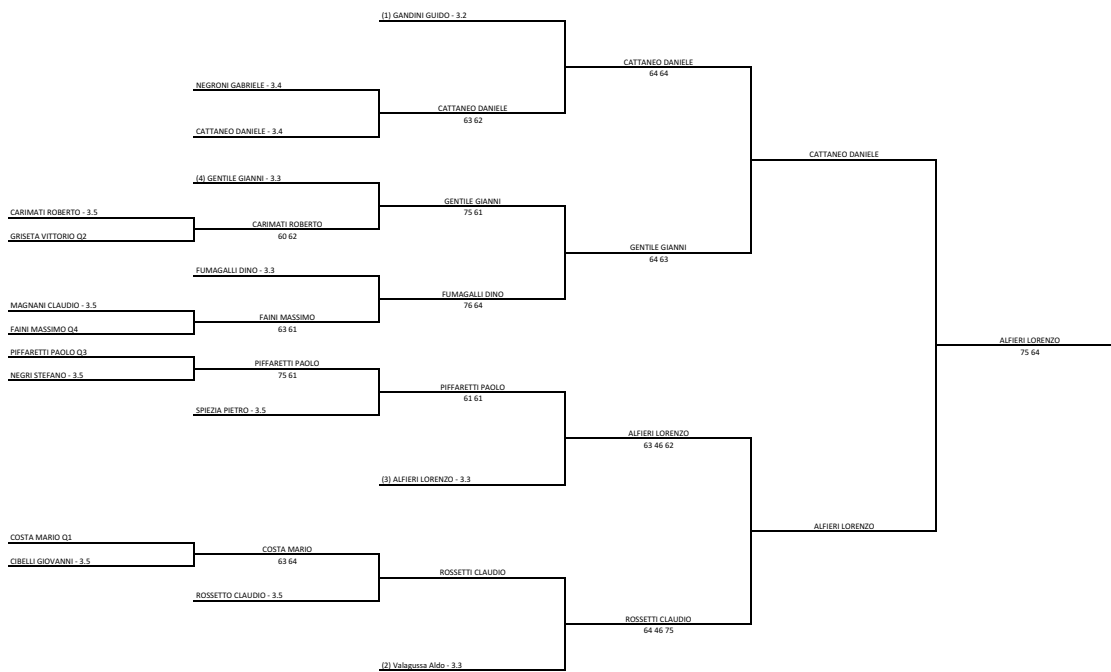 (1) GANDINI GUIDO - 3.2
CATTANEO DANIELE
64 64
NEGRONI GABRIELE - 3.4
CATTANEO DANIELE
63 62
CATTANEO DANIELE - 3.4
CATTANEO DANIELE
(4) GENTILE GIANNI - 3.3
GENTILE GIANNI
75 61
CARIMATI ROBERTO - 3.5
CARIMATI ROBERTO
60 62
GRISETA VITTORIO Q2
GENTILE GIANNI
64 63
FUMAGALLI DINO - 3.3
FUMAGALLI DINO
76 64
MAGNANI CLAUDIO - 3.5
FAINI MASSIMO
63 61
FAINI MASSIMO Q4
ALFIERI LORENZO
75 64
PIFFARETTI PAOLO Q3
PIFFARETTI PAOLO
75 61
NEGRI STEFANO - 3.5
PIFFARETTI PAOLO
61 61
SPIEZIA PIETRO - 3.5
ALFIERI LORENZO
63 46 62
(3) ALFIERI LORENZO - 3.3
ALFIERI LORENZO
COSTA MARIO Q1
COSTA MARIO
63 64
CIBELLI GIOVANNI - 3.5
ROSSETTI CLAUDIO
ROSSETTO CLAUDIO - 3.5
ROSSETTI CLAUDIO
64 46 75
(2) Valagussa Aldo - 3.3